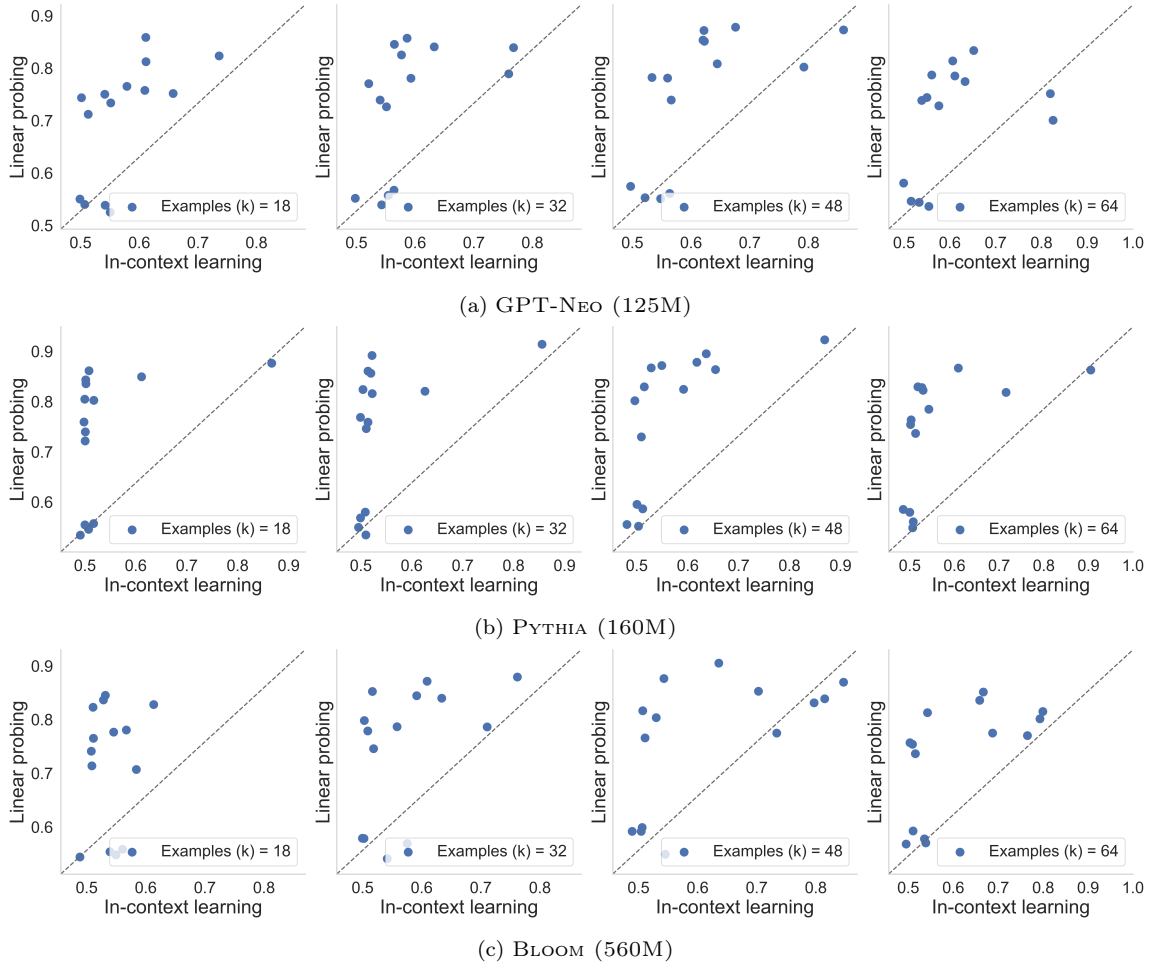 0.9
0.8
0.7
0.6
0.5
Linear probing
Linear probing
Linear probing
Linear probing
Examples (k) = 18
Examples (k) = 32
Examples (k) = 48
Examples (k) = 64
0.5 0.6 0.7 0.8
0.5 0.6 0.7 0.8
0.5 0.6 0.7 0.8
0.5 0.6 0.7 0.8 0.9 1.0
In-context learning
In-context learning
In-context learning
In-context learning
(a) GPT-Neo (125M)
0.9
0.8
0.7
0.6
Linear probing
Linear probing
Linear probing
Linear probing
Examples (k) = 18
Examples (k) = 32
Examples (k) = 48
Examples (k) = 64
0.5 0.6 0.7 0.8 0.9
0.5 0.6 0.7 0.8 0.9
0.5 0.6 0.7 0.8 0.9
0.5 0.6 0.7 0.8 0.9 1.0
In-context learning
In-context learning
In-context learning
In-context learning
(b) Pythia (160M)
0.9
0.8
0.7
0.6
Linear probing
Linear probing
Linear probing
Linear probing
Examples (k) = 18
Examples (k) = 32
Examples (k) = 48
Examples (k) = 64
0.5 0.6 0.7 0.8
0.5 0.6 0.7 0.8
0.5 0.6 0.7 0.8
0.5 0.6 0.7 0.8 0.9 1.0
In-context learning
In-context learning
In-context learning
In-context learning
(c) Bloom (560M)